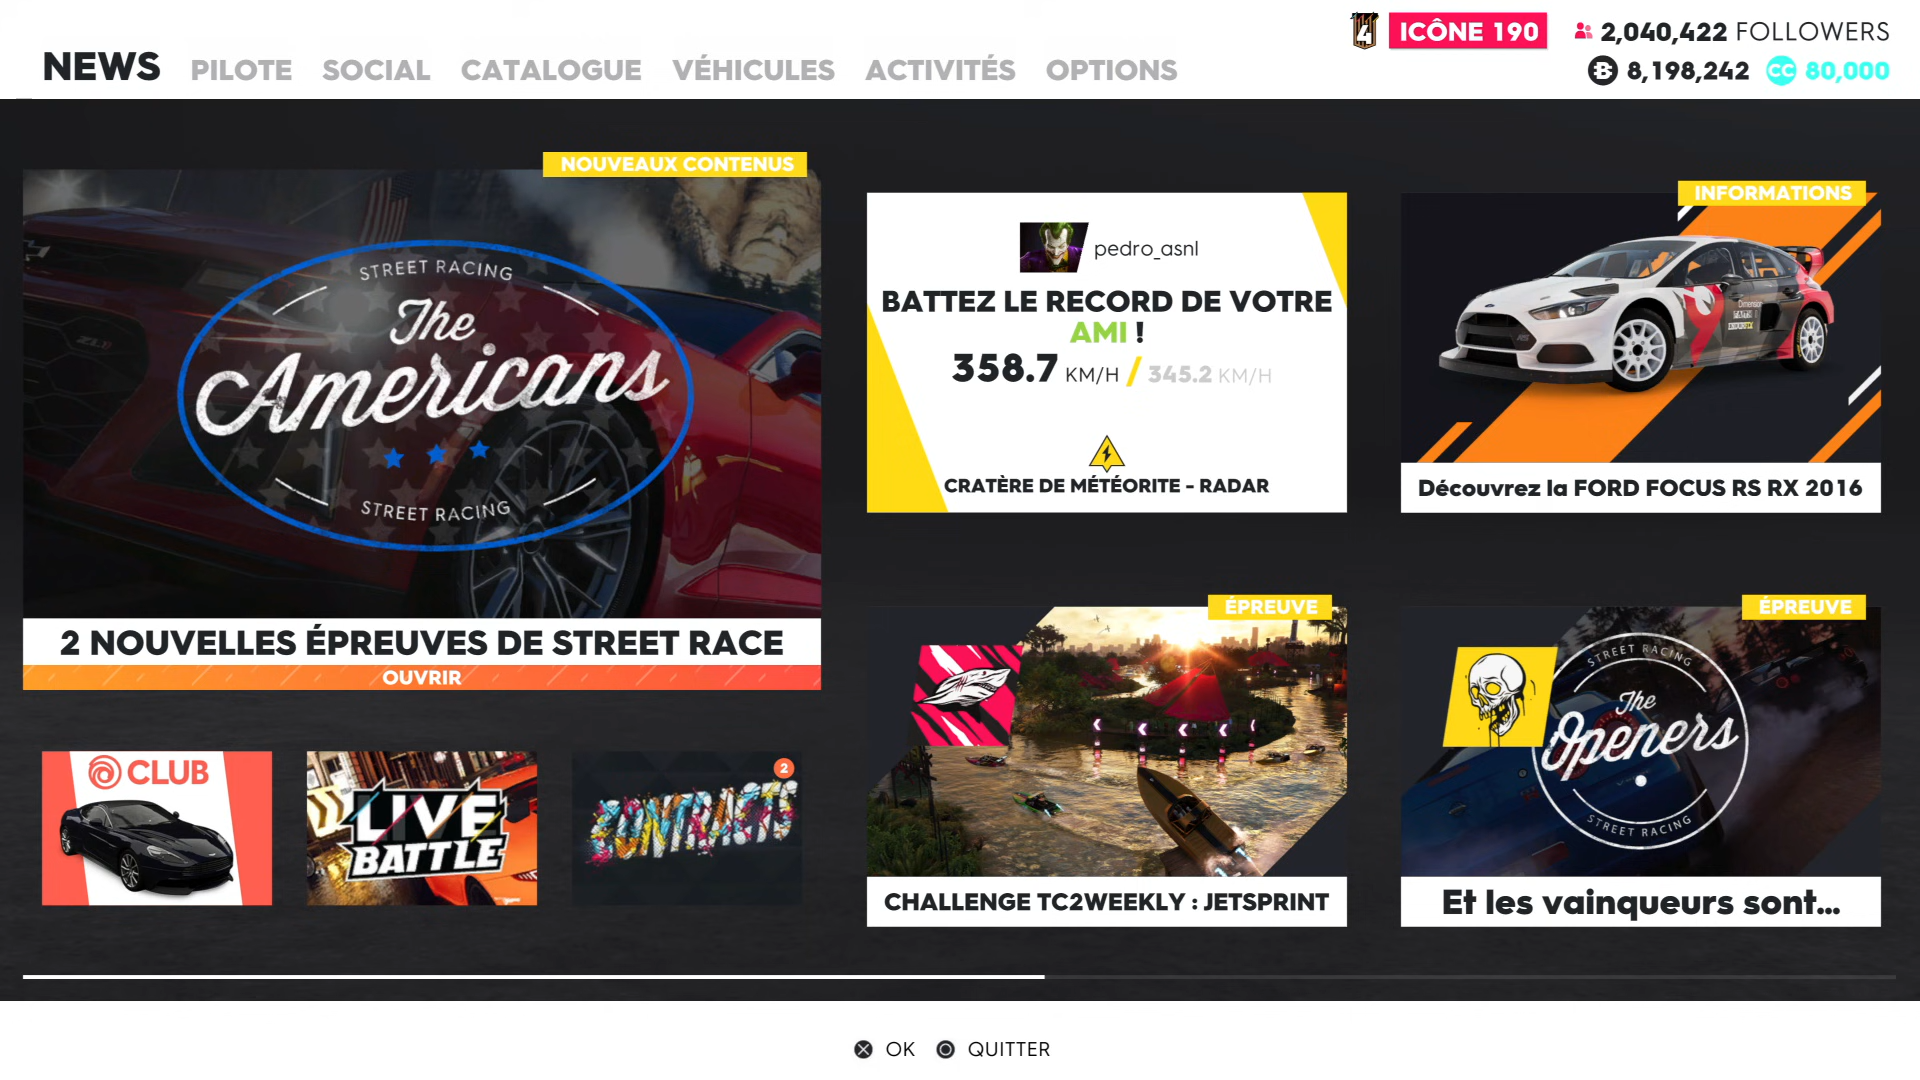 NEWS PILOTE SOCIAL CATALOGUE VÉHICULES ACTIVITÉS OPTIONS
4 ICÔNE 190 2,040,422 FOLLOWERS
8,198,242 CC 80,000
NOUVEAUX CONTENUS
STREET RACING
The
Americans
STREET RACING
ZL1
2 NOUVELLES ÉPREUVES DE STREET RACE
OUVRIR
pedro_asnl
BATTEZ LE RECORD DE VOTRE
AMI !
358.7 KM/H / 345.2 KM/H
CRATÈRE DE MÉTÉORITE - RADAR
INFORMATIONS
Découvrez la FORD FOCUS RS RX 2016
CLUB
LIVE
BATTLE
2
CONTRACTS
ÉPREUVE
CHALLENGE TC2WEEKLY : JETSPRINT
ÉPREUVE
STREET RACING
The
Openers
STREET RACING
Et les vainqueurs sont...
OK QUITTER